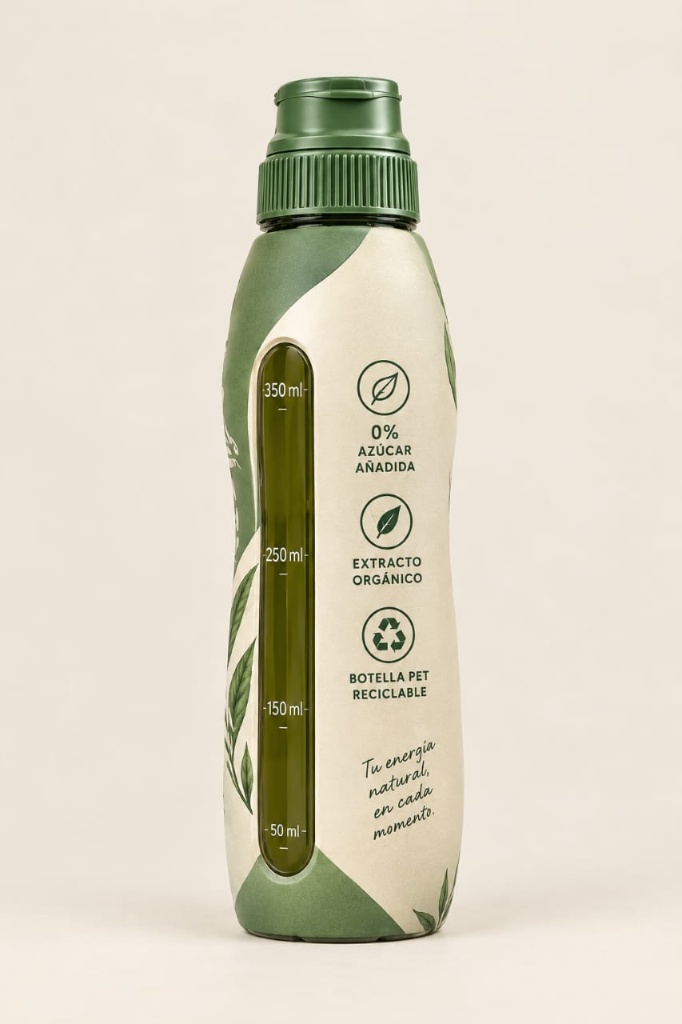 350 ml
250 ml
150 ml
50 ml
0%
AZÚCAR
AÑADIDA
EXTRACTO
ORGÁNICO
BOTELLA PET
RECICLABLE
Tu energía
natural,
en cada
momento.